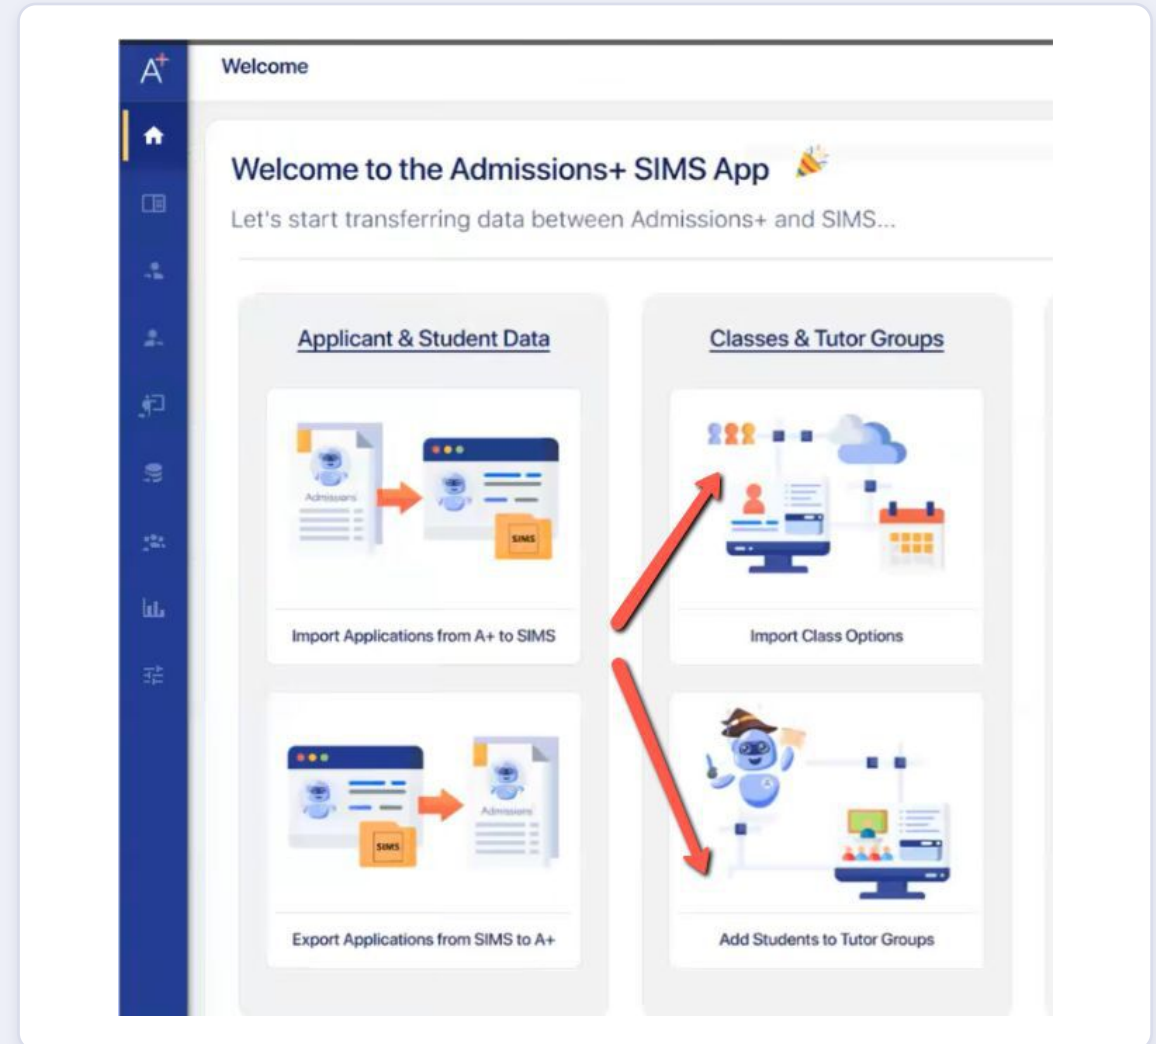 A+
Welcome
Welcome to the Admissions+ SIMS App
Let's start transferring data between Admissions+ and SIMS...
Applicant & Student Data
Admissions
SIMS
Import Applications from A+ to SIMS
SIMS
Admissions
Export Applications from SIMS to A+
Classes & Tutor Groups
Import Class Options
Add Students to Tutor Groups